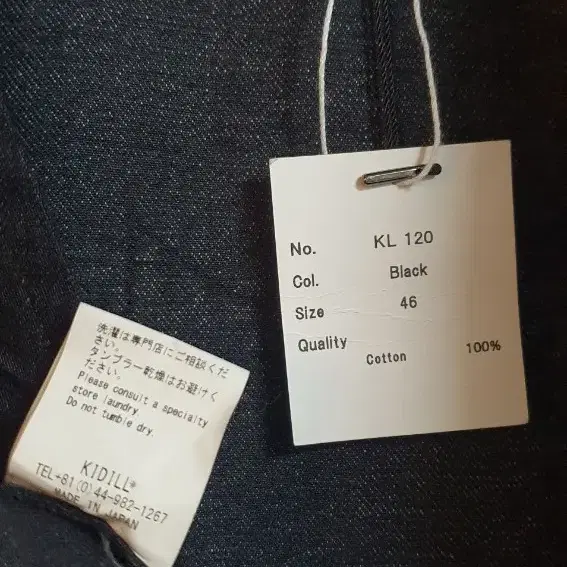 No. KL 120
Col. Black
Size 46
Quality
Cotton 100%
洗濯は専門店にご相談くだ
さい。
タンブラー乾燥はお避けく
ださい。
Please consult a specialty
store laundry.
Do not tumble dry.
KIDILL®
TEL+81(0)44-982-1267
MADE IN JAPAN